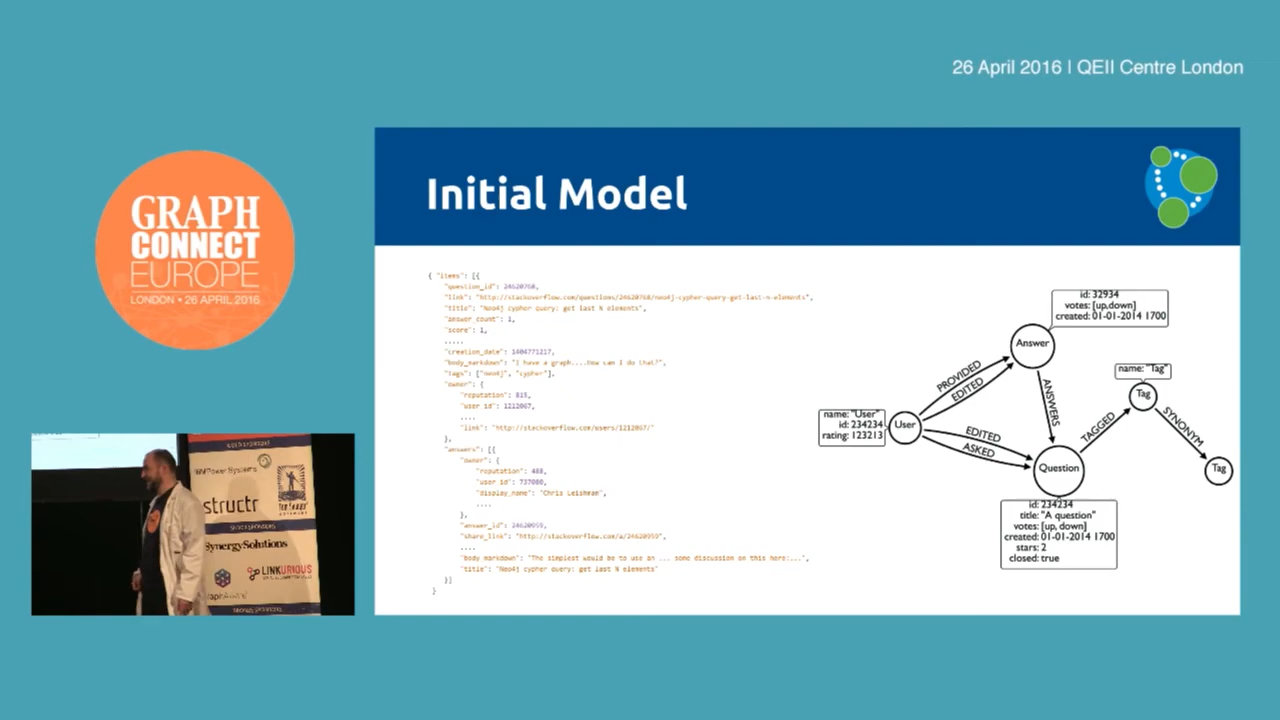 26 April 2016 | QEII Centre London
GRAPH
CONNECT
EUROPE
LONDON • 26 APRIL 2016
Initial Model
{ "items": [{
"question_id": 24620768,
"link": "http://stackoverflow.com/questions/24620768/neo4j-cypher-query-get-last-n-elements",
"title": "Neo4j cypher query: get last N elements",
"answer_count": 1,
"score": 1,
.....
"creation_date": 1404771217,
"body_markdown": "I have a graph....How can I do that?",
"tags": ["neo4j", "cypher"],
"owner": {
"reputation": 815,
"user_id": 1212067,
....
"link": "http://stackoverflow.com/users/1212067/"
},
"answers": [{
"owner": {
"reputation": 488,
"user_id": 737080,
"display_name": "Chris Leishman",
....
},
"answer_id": 24620959,
"share_link": "http://stackoverflow.com/a/24620959",
....
"body_markdown": "The simplest would be to use an ... some discussion on this here:...",
"title": "Neo4j cypher query: get last N elements"
}]
}
id: 32934
votes: [up,down]
created: 01-01-2014 1700
Answer
PROVIDED
EDITED
ANSWERS
name: "Tag"
Tag
TAGGED
SYNONYM
Tag
name: "User"
id: 234234
rating: 123213
User
EDITED
ASKED
Question
id: 234234
title: "A question"
votes: [up, down]
created: 01-01-2014 1700
stars: 2
closed: true
IBM Power Systems
structr
SynergySolutions
LINKURIOUS